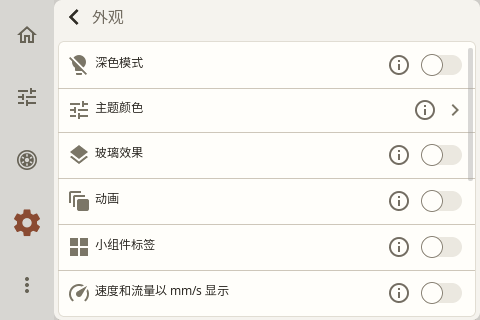 外观
深色模式
主题颜色
玻璃效果
动画
小组件标签
速度和流量以 mm/s 显示